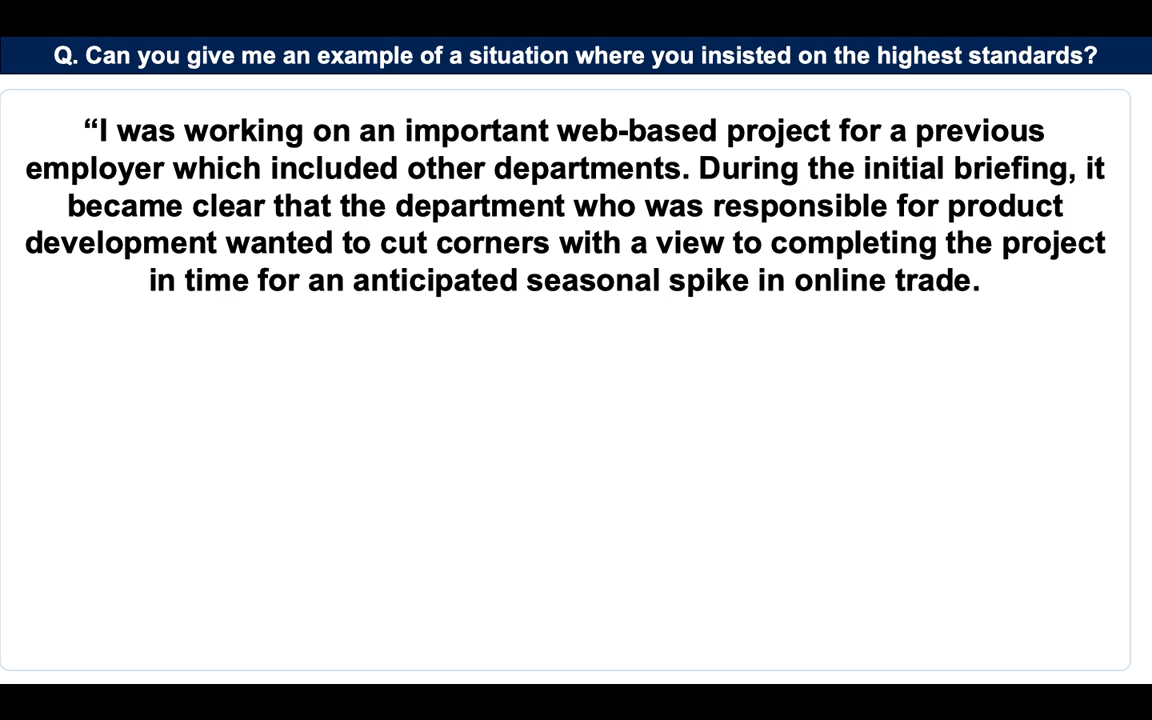 Q. Can you give me an example of a situation where you insisted on the highest standards?
“I was working on an important web-based project for a previous
employer which included other departments. During the initial briefing, it
became clear that the department who was responsible for product
development wanted to cut corners with a view to completing the project
in time for an anticipated seasonal spike in online trade.